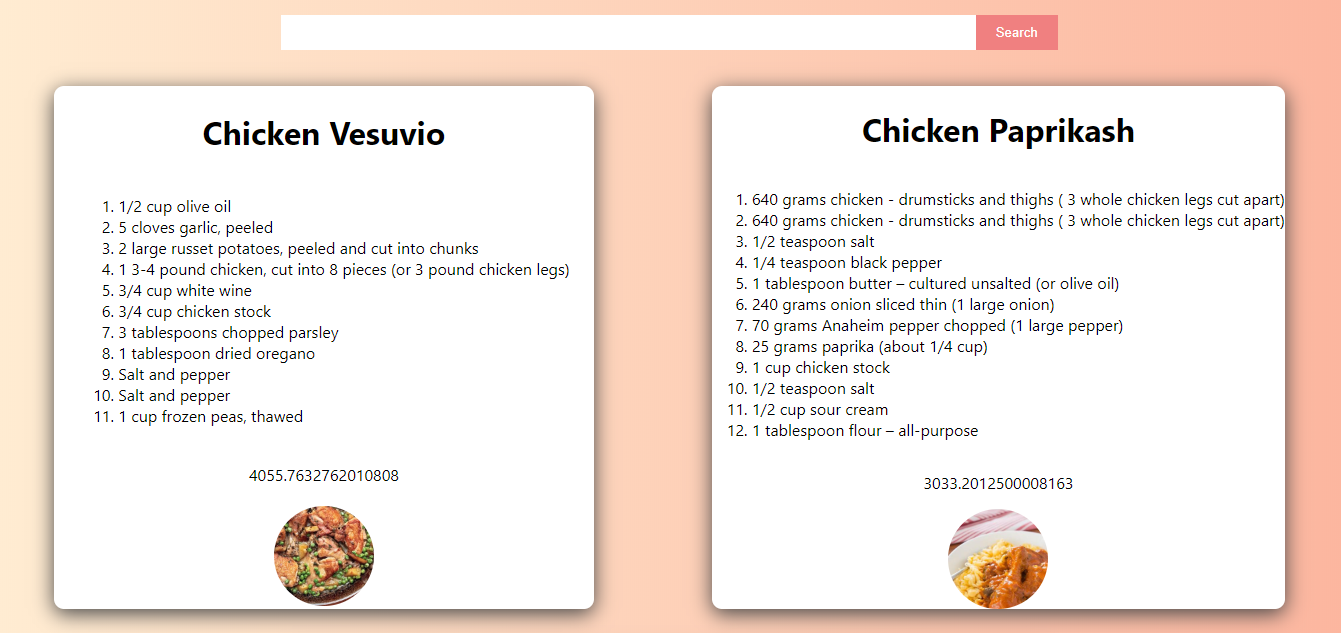 Search
Chicken Vesuvio
1. 1/2 cup olive oil
2. 5 cloves garlic, peeled
3. 2 large russet potatoes, peeled and cut into chunks
4. 1 3-4 pound chicken, cut into 8 pieces (or 3 pound chicken legs)
5. 3/4 cup white wine
6. 3/4 cup chicken stock
7. 3 tablespoons chopped parsley
8. 1 tablespoon dried oregano
9. Salt and pepper
10. Salt and pepper
11. 1 cup frozen peas, thawed
4055.7632762010808
Chicken Paprikash
1. 640 grams chicken - drumsticks and thighs ( 3 whole chicken legs cut apart)
2. 640 grams chicken - drumsticks and thighs ( 3 whole chicken legs cut apart)
3. 1/2 teaspoon salt
4. 1/4 teaspoon black pepper
5. 1 tablespoon butter – cultured unsalted (or olive oil)
6. 240 grams onion sliced thin (1 large onion)
7. 70 grams Anaheim pepper chopped (1 large pepper)
8. 25 grams paprika (about 1/4 cup)
9. 1 cup chicken stock
10. 1/2 teaspoon salt
11. 1/2 cup sour cream
12. 1 tablespoon flour – all-purpose
3033.2012500008163